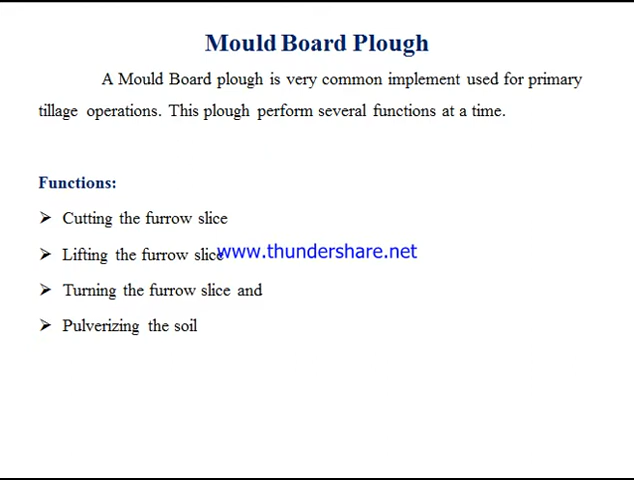 Mould Board Plough
A Mould Board plough is very common implement used for primary
tillage operations. This plough perform several functions at a time.
Functions:
➤ Cutting the furrow slice
➤ Lifting the furrow slice
www.thundershare.net
➤ Turning the furrow slice and
➤ Pulverizing the soil